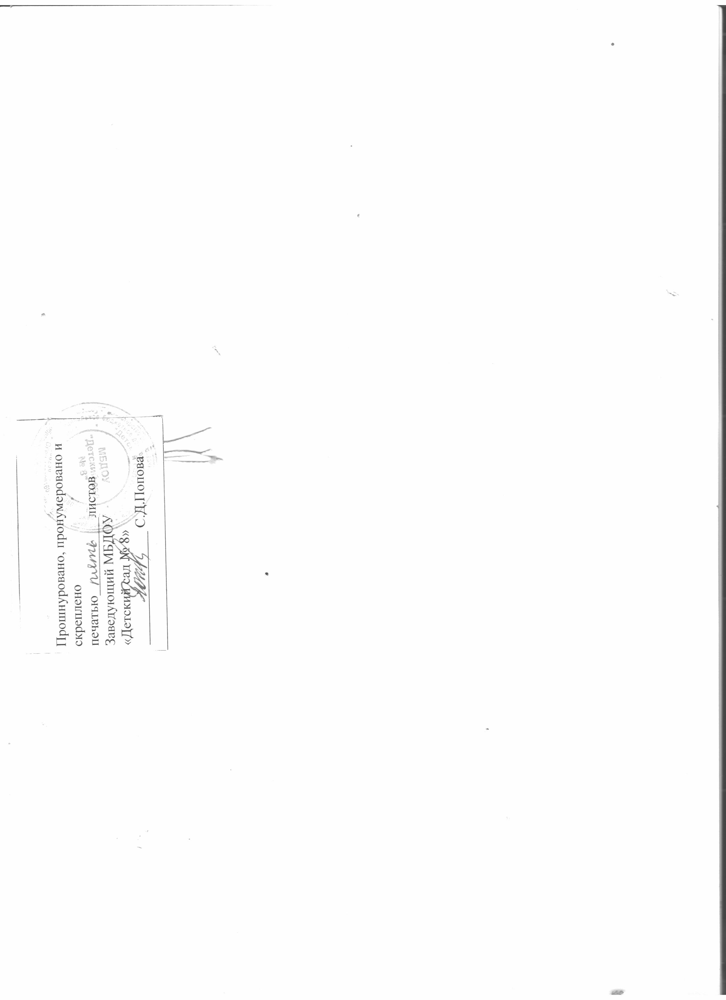 Прошнуровано, пронумеровано и
скреплено
печатью пять листов
Заведующий МБДОУ
«Детский сад № 8»
С.Д.Попова
МБДОУ
"Детский сад
№ 8"